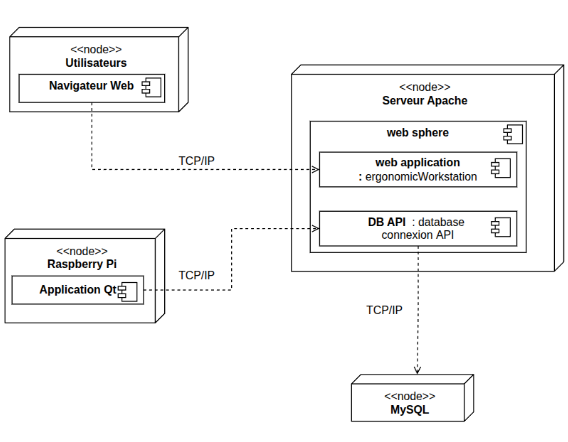 <<node>>
Utilisateurs
Navigateur Web
<<node>>
Serveur Apache
web sphere
web application
: ergonomicWorkstation
DB API : database
connexion API
TCP/IP
<<node>>
Raspberry Pi
Application Qt
TCP/IP
TCP/IP
<<node>>
MySQL